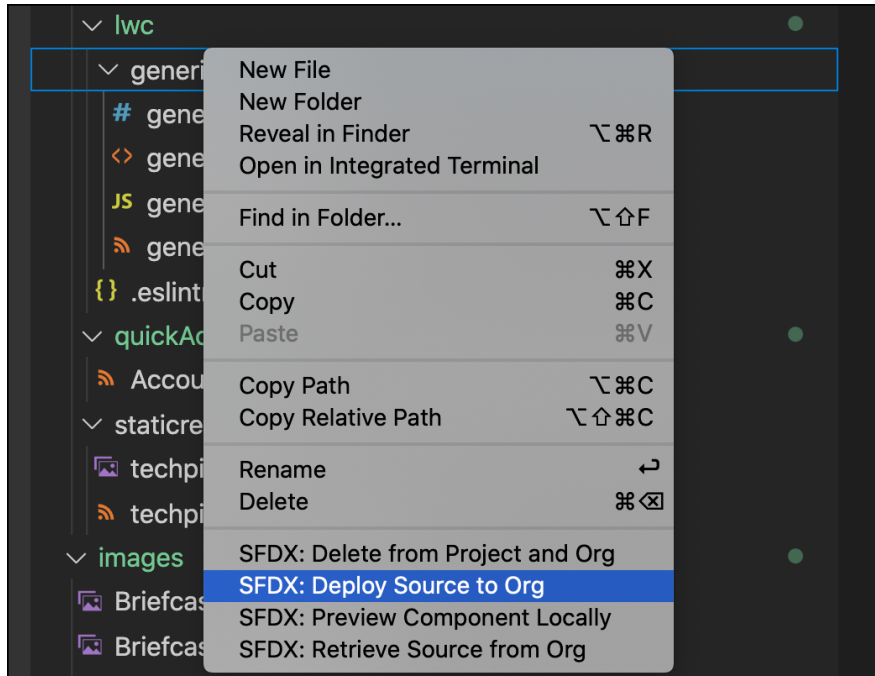 lwc
generi
New File
# gene
New Folder
Reveal in Finder ⌥⌘R
<> gene
Open in Integrated Terminal
JS gene
Find in Folder... ⌥⇧F
gene
Cut ⌘X
{} .eslintr
Copy ⌘C
quickAc
Paste ⌘V
Accou
Copy Path ⌥⌘C
staticre
Copy Relative Path ⌥⇧⌘C
techpi
Rename ↩
Delete ⌘⌫
techpi
images
SFDX: Delete from Project and Org
SFDX: Deploy Source to Org
Briefcas
SFDX: Preview Component Locally
Briefcas
SFDX: Retrieve Source from Org